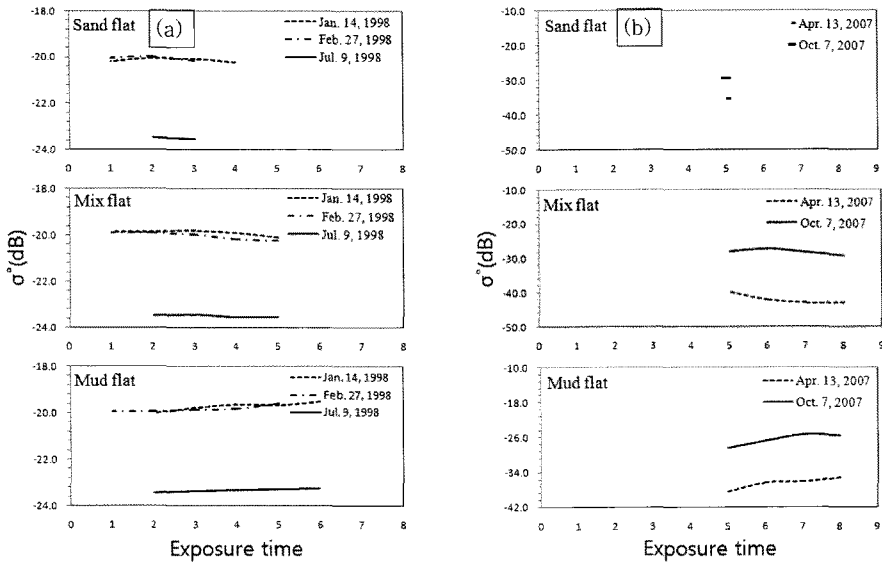 Sand flat
(a)
Jan. 14, 1998
Feb. 27, 1998
Jul. 9, 1998
-18.0
-20.0
-22.0
-24.0
0 1 2 3 4 5 6 7 8
Mix flat
Jan. 14, 1998
Feb. 27, 1998
Jul. 9, 1998
-18.0
-20.0
-22.0
-24.0
0 1 2 3 4 5 6 7 8
σ°(dB)
Mud flat
Jan. 14, 1998
Feb. 27, 1998
Jul. 9, 1998
-18.0
-20.0
-22.0
-24.0
0 1 2 3 4 5 6 7 8
Exposure time
Sand flat
(b)
Apr. 13, 2007
Oct. 7, 2007
-10.0
-20.0
-30.0
-40.0
-50.0
0 1 2 3 4 5 6 7 8 9
Mix flat
Apr. 13, 2007
Oct. 7, 2007
-10.0
-20.0
-30.0
-40.0
-50.0
0 1 2 3 4 5 6 7 8 9
σ°(dB)
Mud flat
Apr. 13, 2007
Oct. 7, 2007
-10.0
-18.0
-26.0
-34.0
-42.0
0 1 2 3 4 5 6 7 8 9
Exposure time